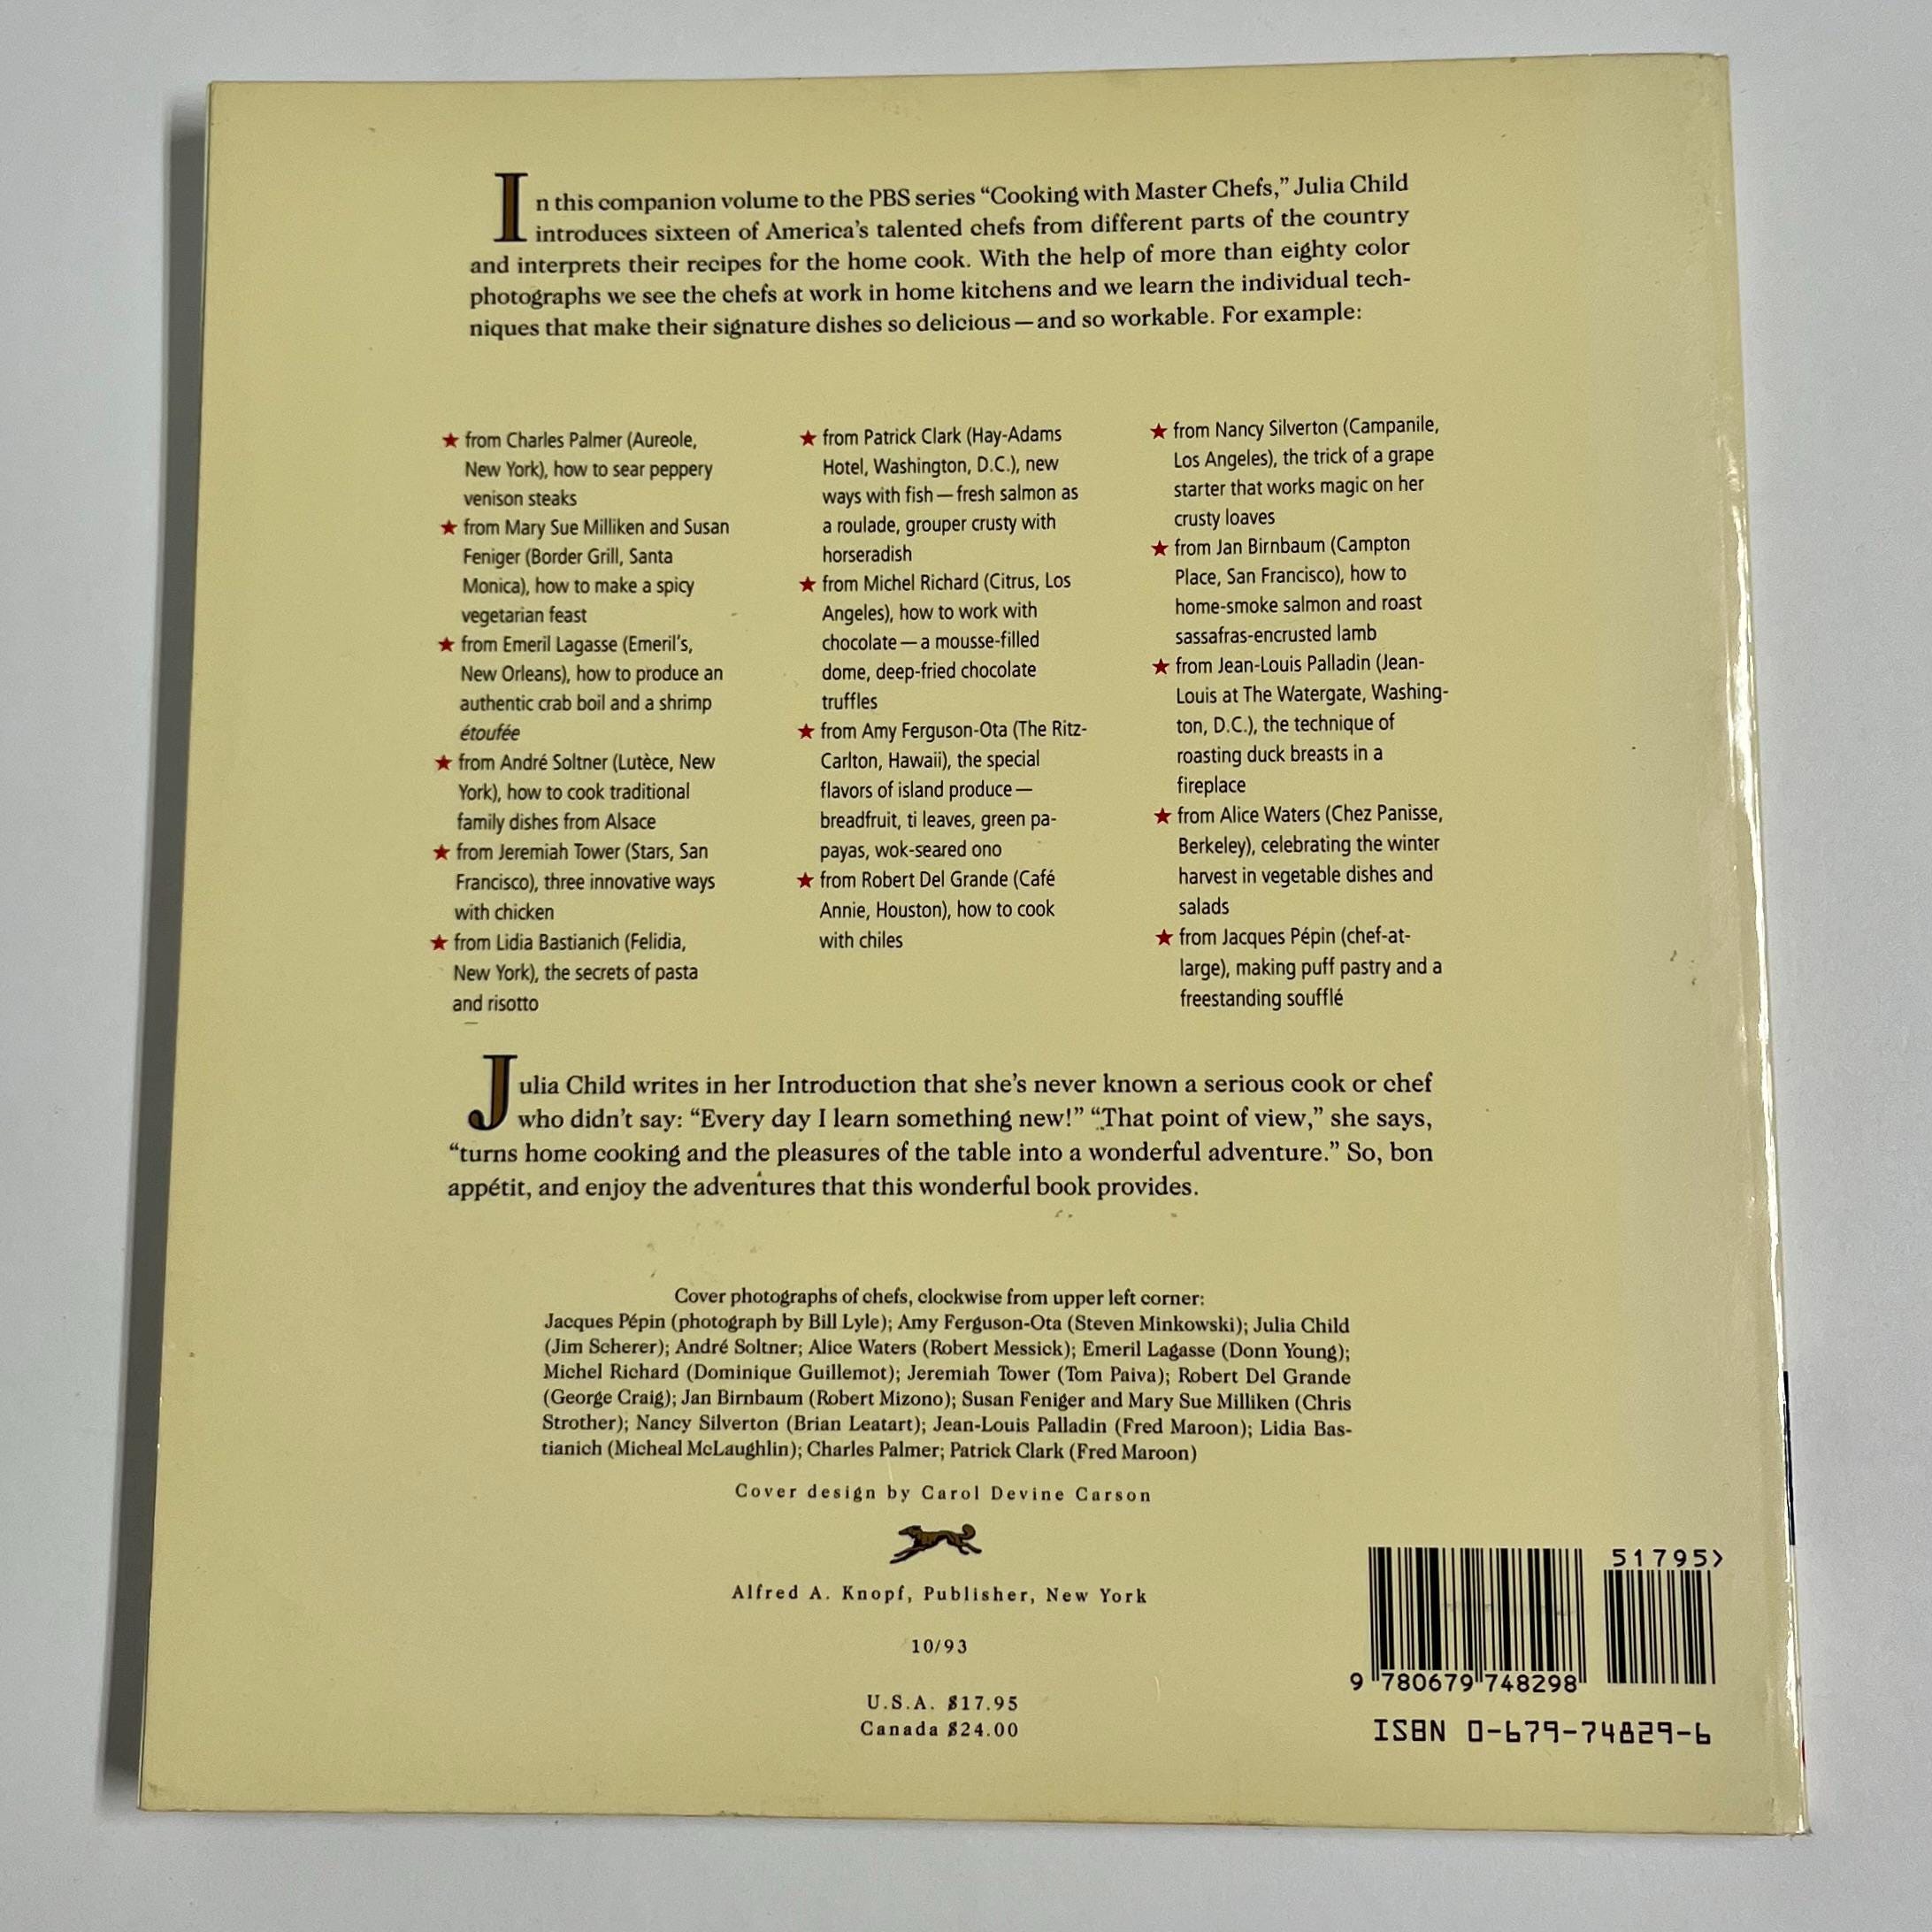 In this companion volume to the PBS series “Cooking with Master Chefs,” Julia Child
introduces sixteen of America’s talented chefs from different parts of the country
and interprets their recipes for the home cook. With the help of more than eighty color
photographs we see the chefs at work in home kitchens and we learn the individual tech-
niques that make their signature dishes so delicious—and so workable. For example:
★ from Charles Palmer (Aureole,
New York), how to sear peppery
venison steaks
★ from Mary Sue Milliken and Susan
Feniger (Border Grill, Santa
Monica), how to make a spicy
vegetarian feast
★ from Emeril Lagasse (Emeril’s,
New Orleans), how to produce an
authentic crab boil and a shrimp
étoufée
★ from André Soltner (Lutèce, New
York), how to cook traditional
family dishes from Alsace
★ from Jeremiah Tower (Stars, San
Francisco), three innovative ways
with chicken
★ from Lidia Bastianich (Felidia,
New York), the secrets of pasta
and risotto
★ from Patrick Clark (Hay-Adams
Hotel, Washington, D.C.), new
ways with fish—fresh salmon as
a roulade, grouper crusty with
horseradish
★ from Michel Richard (Citrus, Los
Angeles), how to work with
chocolate—a mousse-filled
dome, deep-fried chocolate
truffles
★ from Amy Ferguson-Ota (The Ritz-
Carlton, Hawaii), the special
flavors of island produce—
breadfruit, ti leaves, green pa-
payas, wok-seared ono
★ from Robert Del Grande (Café
Annie, Houston), how to cook
with chiles
★ from Nancy Silverton (Campanile,
Los Angeles), the trick of a grape
starter that works magic on her
crusty loaves
★ from Jan Birnbaum (Campton
Place, San Francisco), how to
home-smoke salmon and roast
sassafras-encrusted lamb
★ from Jean-Louis Palladin (Jean-
Louis at The Watergate, Washing-
ton, D.C.), the technique of
roasting duck breasts in a
fireplace
★ from Alice Waters (Chez Panisse,
Berkeley), celebrating the winter
harvest in vegetable dishes and
salads
★ from Jacques Pépin (chef-at-
large), making puff pastry and a
freestanding soufflé
Julia Child writes in her Introduction that she’s never known a serious cook or chef
who didn’t say: “Every day I learn something new!” “That point of view,” she says,
“turns home cooking and the pleasures of the table into a wonderful adventure.” So, bon
appétit, and enjoy the adventures that this wonderful book provides.
Cover photographs of chefs, clockwise from upper left corner:
Jacques Pépin (photograph by Bill Lyle); Amy Ferguson-Ota (Steven Minkowski); Julia Child
(Jim Scherer); André Soltner; Alice Waters (Robert Messick); Emeril Lagasse (Donn Young);
Michel Richard (Dominique Guillemot); Jeremiah Tower (Tom Paiva); Robert Del Grande
(George Craig); Jan Birnbaum (Robert Mizono); Susan Feniger and Mary Sue Milliken (Chris
Strother); Nancy Silverton (Brian Leatart); Jean-Louis Palladin (Fred Maroon); Lidia Bas-
tianich (Micheal McLaughlin); Charles Palmer; Patrick Clark (Fred Maroon)
Cover design by Carol Devine Carson
Alfred A. Knopf, Publisher, New York
10/93
U.S.A. $17.95
Canada $24.00
51795>
9 780679 748298
ISBN 0-679-74829-6